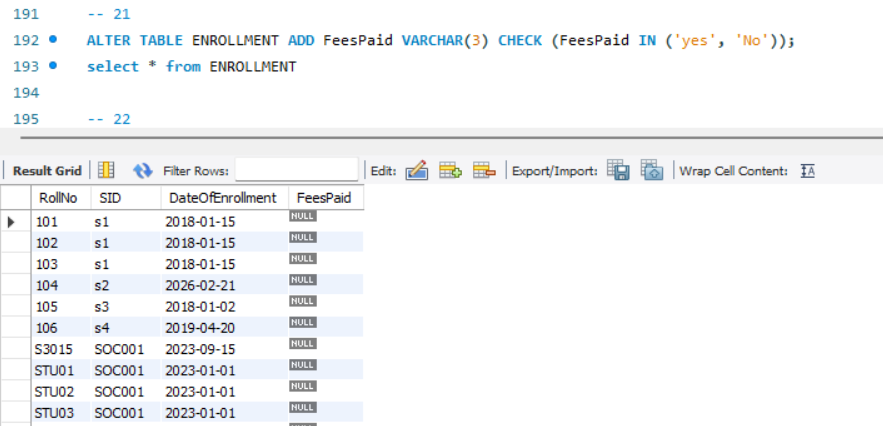 191 -- 21
192 ALTER TABLE ENROLLMENT ADD FeesPaid VARCHAR(3) CHECK (FeesPaid IN ('yes', 'No'));
193 select * from ENROLLMENT
194
195 -- 22
Result Grid Filter Rows: Edit: Export/Import: Wrap Cell Content: IA
RollNo SID DateOfEnrollment FeesPaid
101 s1 2018-01-15 NULL
102 s1 2018-01-15 NULL
103 s1 2018-01-15 NULL
104 s2 2026-02-21 NULL
105 s3 2018-01-02 NULL
106 s4 2019-04-20 NULL
S3015 SOC001 2023-09-15 NULL
STU01 SOC001 2023-01-01 NULL
STU02 SOC001 2023-01-01 NULL
STU03 SOC001 2023-01-01 NULL